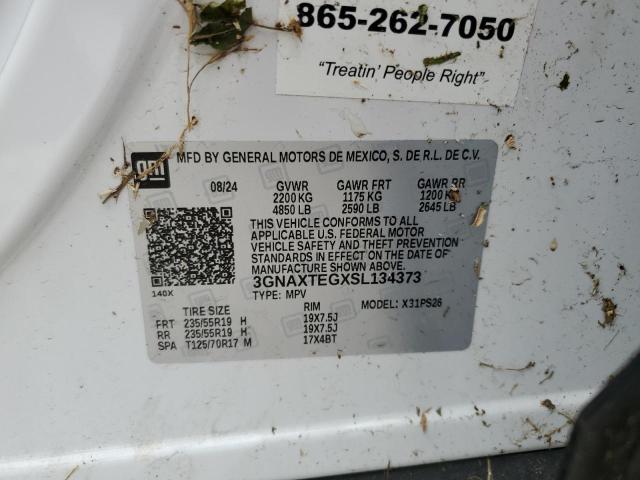 865-262-7050
"Treatin' People Right"
gm MFD BY GENERAL MOTORS DE MEXICO, S. DE R.L. DE C.V.
08/24 GVWR GAWR FRT GAWR RR
2200 KG 1175 KG 1200 KG
4850 LB 2590 LB 2645 LB
THIS VEHICLE CONFORMS TO ALL
APPLICABLE U.S. FEDERAL MOTOR
VEHICLE SAFETY AND THEFT PREVENTION
STANDARDS IN EFFECT ON THE DATE OF
MANUFACTURE SHOWN ABOVE.
3GNAXTEGXSL134373
140X TYPE: MPV MODEL: X31PS26
TIRE SIZE RIM
FRT 235/55R19 H 19X7.5J
RR 235/55R19 H 19X7.5J
SPA T125/70R17 M 17X4BT